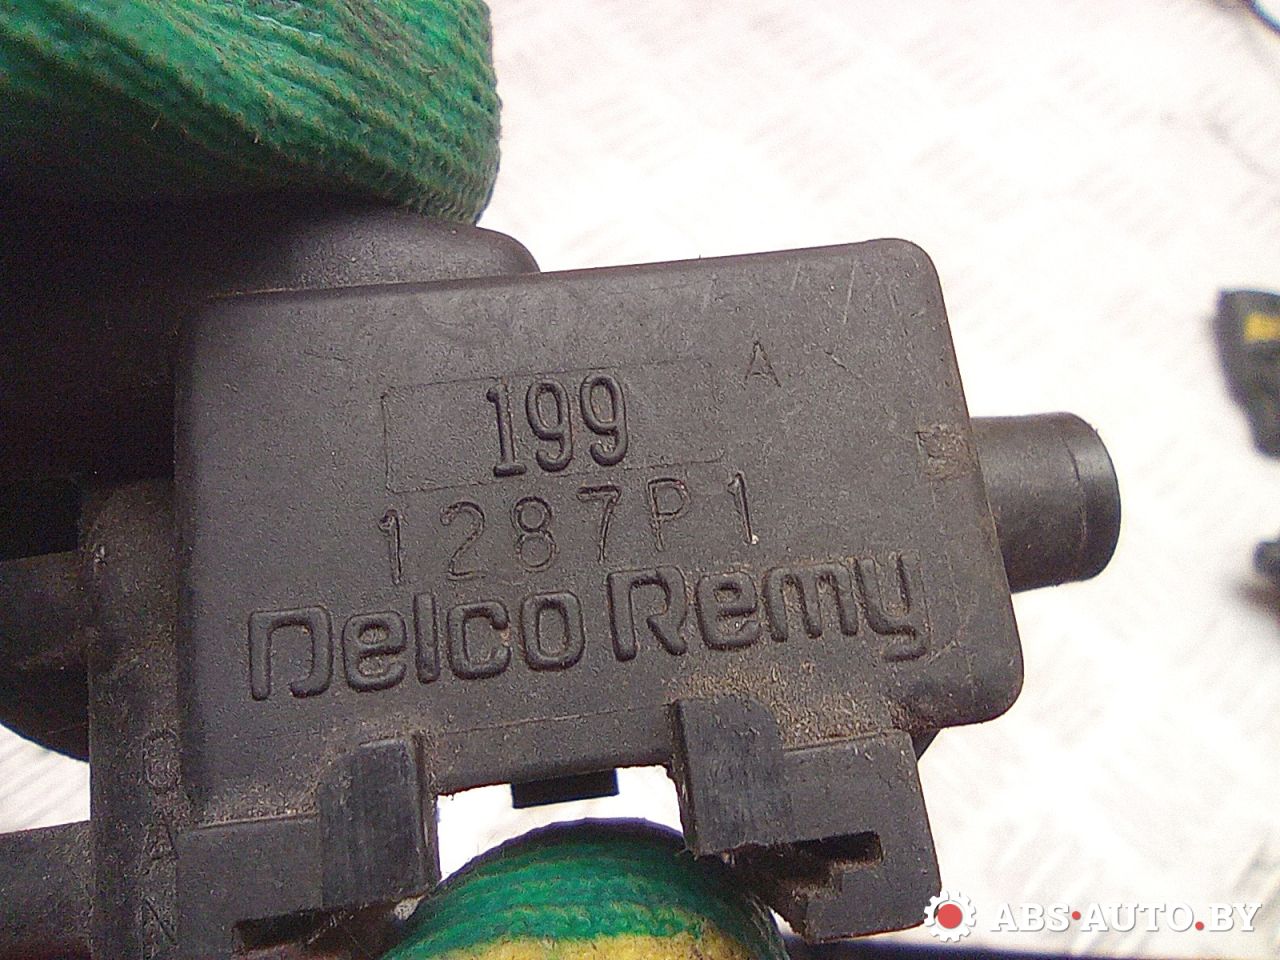 199 A
1287P1
Delco Remy
ABS-AUTO.BY